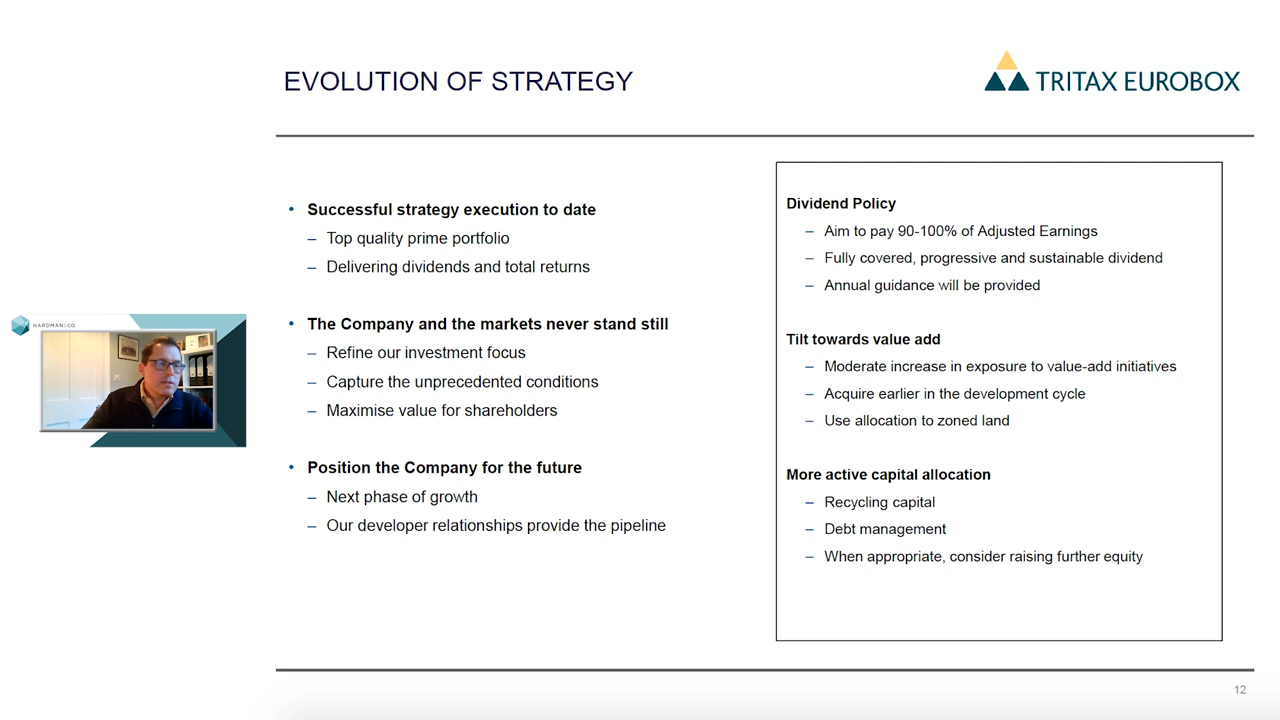 EVOLUTION OF STRATEGY
TRITAX EUROBOX
HARDMAN&CO.
• Successful strategy execution to date
– Top quality prime portfolio
– Delivering dividends and total returns
• The Company and the markets never stand still
– Refine our investment focus
– Capture the unprecedented conditions
– Maximise value for shareholders
• Position the Company for the future
– Next phase of growth
– Our developer relationships provide the pipeline
Dividend Policy
– Aim to pay 90-100% of Adjusted Earnings
– Fully covered, progressive and sustainable dividend
– Annual guidance will be provided
Tilt towards value add
– Moderate increase in exposure to value-add initiatives
– Acquire earlier in the development cycle
– Use allocation to zoned land
More active capital allocation
– Recycling capital
– Debt management
– When appropriate, consider raising further equity
12